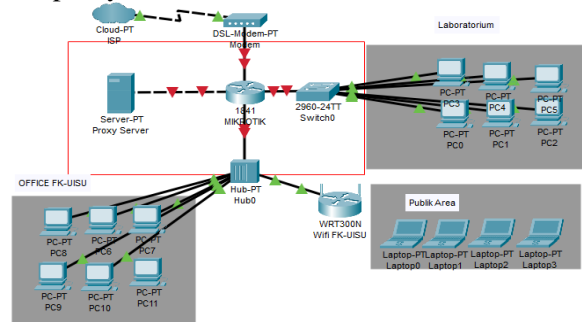 Cloud-PT
ISP
DSL-Modem-PT
Modem
Laboratorium
Server-PT
Proxy Server
1841
MIKROTIK
2960-24TT
Switch0
PC-PT
PC3
PC-PT
PC4
PC-PT
PC5
PC-PT
PC0
PC-PT
PC1
PC-PT
PC2
OFFICE FK-UISU
Hub-PT
Hub0
WRT300N
Wifi FK-UISU
Publik Area
PC-PT
PC8
PC-PT
PC6
PC-PT
PC7
PC-PT
PC9
PC-PT
PC10
PC-PT
PC11
Laptop-PT
Laptop0
Laptop-PT
Laptop1
Laptop-PT
Laptop2
Laptop-PT
Laptop3